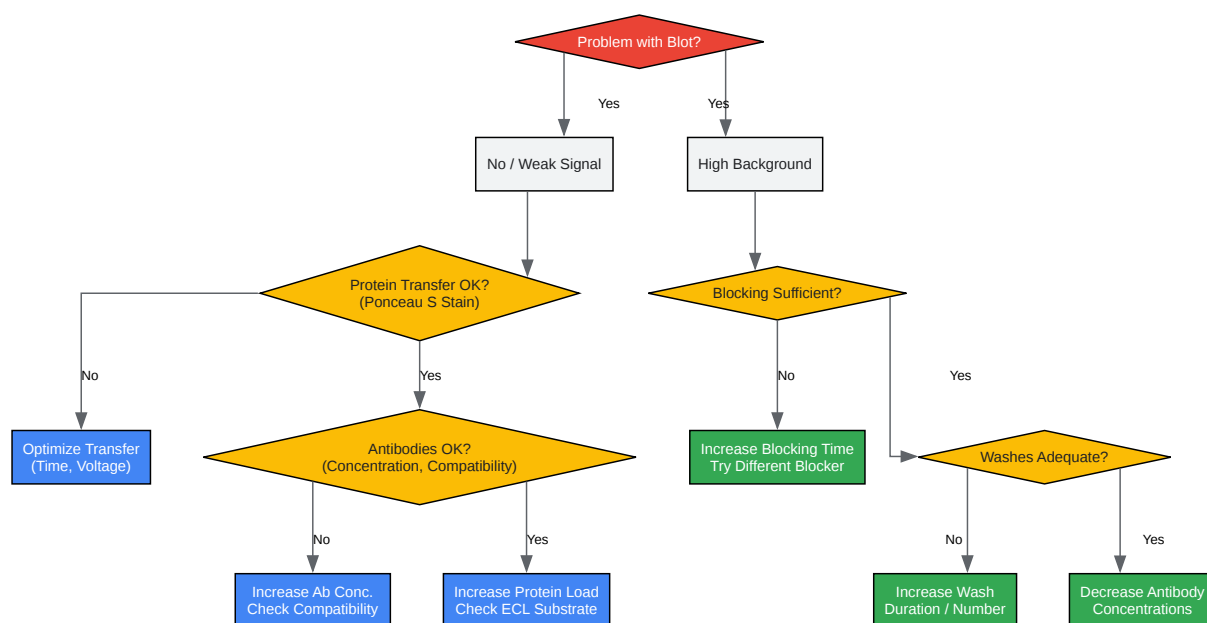 Problem with Blot?
Yes
Yes
No / Weak Signal
High Background
Protein Transfer OK?
(Ponceau S Stain)
Blocking Sufficient?
No
Yes
No
Yes
Optimize Transfer
(Time, Voltage)
Antibodies OK?
(Concentration, Compatibility)
Increase Blocking Time
Try Different Blocker
Washes Adequate?
No
Yes
No
Yes
Increase Ab Conc.
Check Compatibility
Increase Protein Load
Check ECL Substrate
Increase Wash
Duration / Number
Decrease Antibody
Concentrations